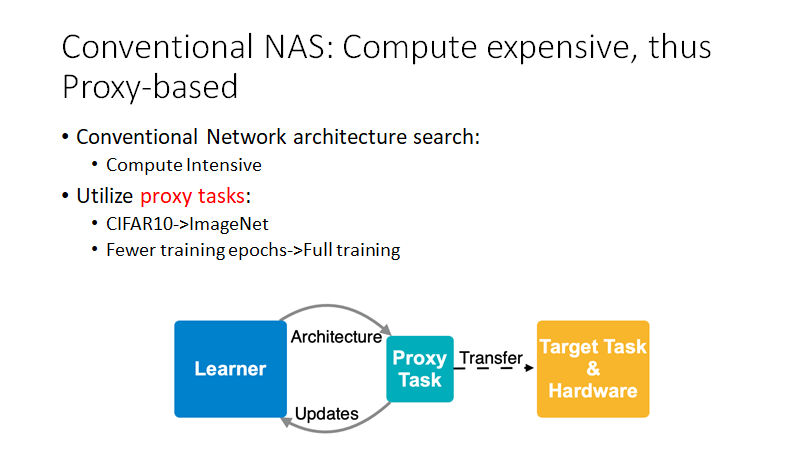 Conventional NAS: Compute expensive, thus
Proxy-based
• Conventional Network architecture search:
• Compute Intensive
• Utilize proxy tasks:
• CIFAR10->ImageNet
• Fewer training epochs->Full training
Learner
Architecture
Updates
Proxy
Task
Transfer
Target Task
&
Hardware